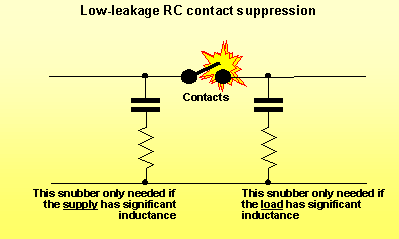 Low-leakage RC contact suppression
Contacts
This snubber only needed if
the supply has significant
inductance
This snubber only needed if
the load has significant
inductance